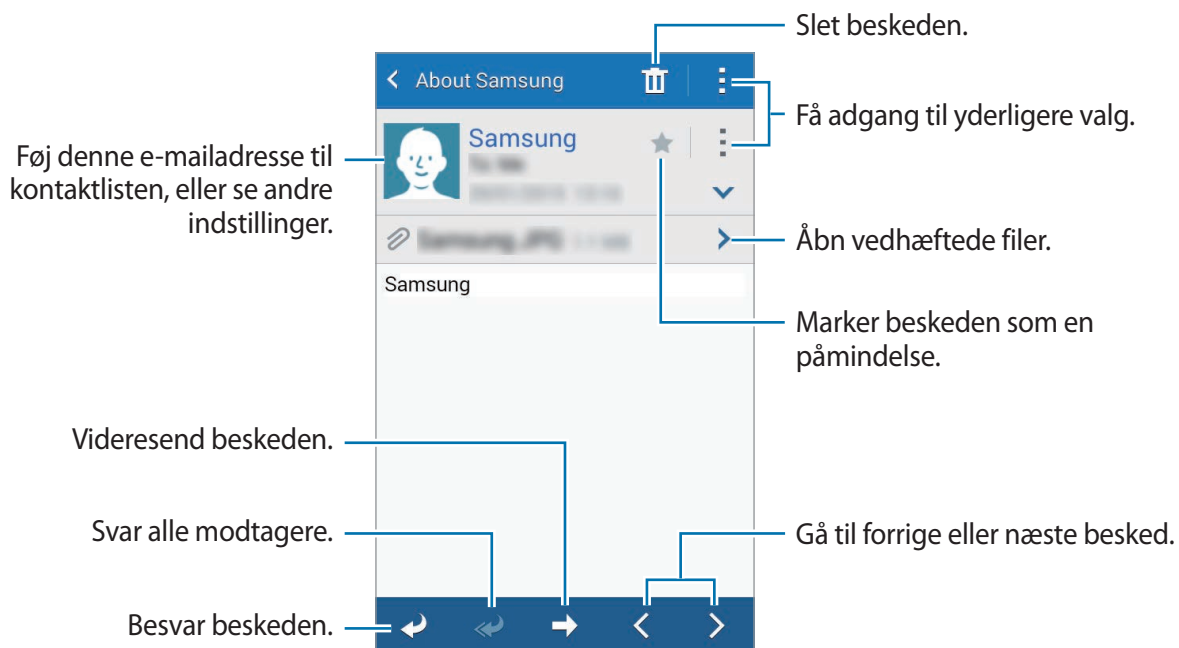 Slet beskeden.
About Samsung
Få adgang til yderligere valg.
Samsung
Føj denne e-mailadresse til
kontaktlisten, eller se andre
indstillinger.
Åbn vedhæftede filer.
Samsung.JPG
Samsung
Marker beskeden som en
påmindelse.
Videresend beskeden.
Svar alle modtagere.
Gå til forrige eller næste besked.
Besvar beskeden.